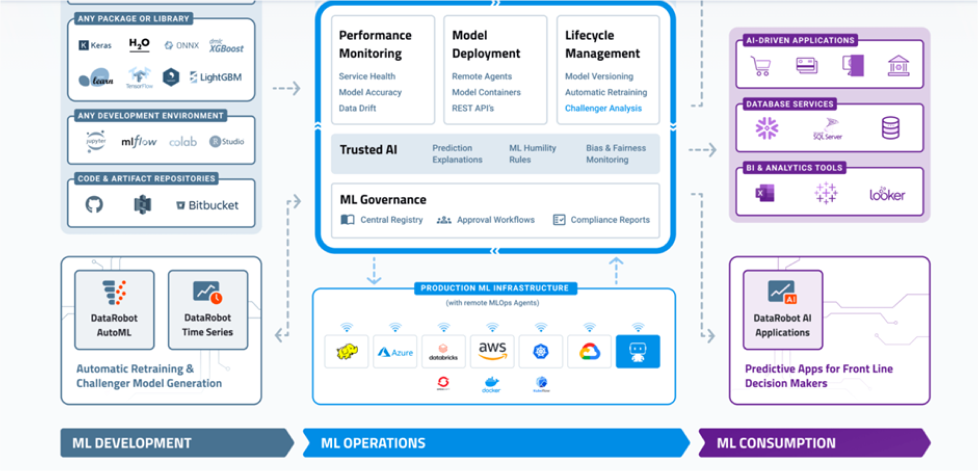 ANY PACKAGE OR LIBRARY
Keras
H2O
ONNX
dmlc
XGBoost
learn
TensorFlow
LightGBM
ANY DEVELOPMENT ENVIRONMENT
jupyter
mlflow
colab
R Studio
CODE & ARTIFACT REPOSITORIES
Bitbucket
DataRobot
AutoML
DataRobot
Time Series
Automatic Retraining &
Challenger Model Generation
Performance
Monitoring
Service Health
Model Accuracy
Data Drift
Model
Deployment
Remote Agents
Model Containers
REST API's
Lifecycle
Management
Model Versioning
Automatic Retraining
Challenger Analysis
Trusted AI
Prediction
Explanations
ML Humility
Rules
Bias & Fairness
Monitoring
ML Governance
Central Registry
Approval Workflows
Compliance Reports
PRODUCTION ML INFRASTRUCTURE
(with remote MLOps Agents)
Azure
databricks
aws
docker
AI-DRIVEN APPLICATIONS
DATABASE SERVICES
SQL Server
BI & ANALYTICS TOOLS
looker
AI
DataRobot AI
Applications
Predictive Apps for Front Line
Decision Makers
ML DEVELOPMENT
ML OPERATIONS
ML CONSUMPTION